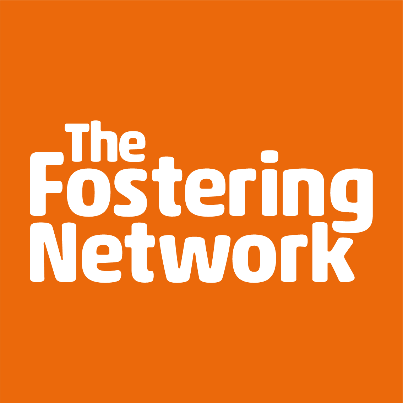 The
Fostering
Network